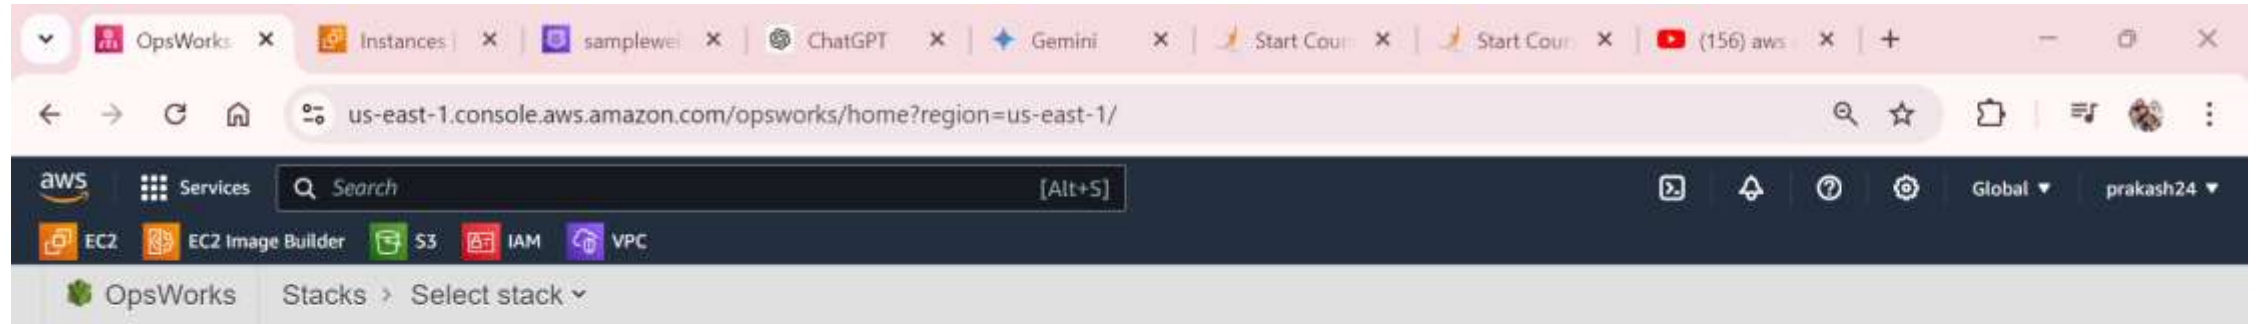 OpsWorks Instances samplewe ChatGPT Gemini Start Cour Start Cour (156) aws
us-east-1.console.aws.amazon.com/opsworks/home?region=us-east-1/
aws Services Search [Alt+S] Global prakash24
EC2 EC2 Image Builder S3 IAM VPC
OpsWorks Stacks > Select stack